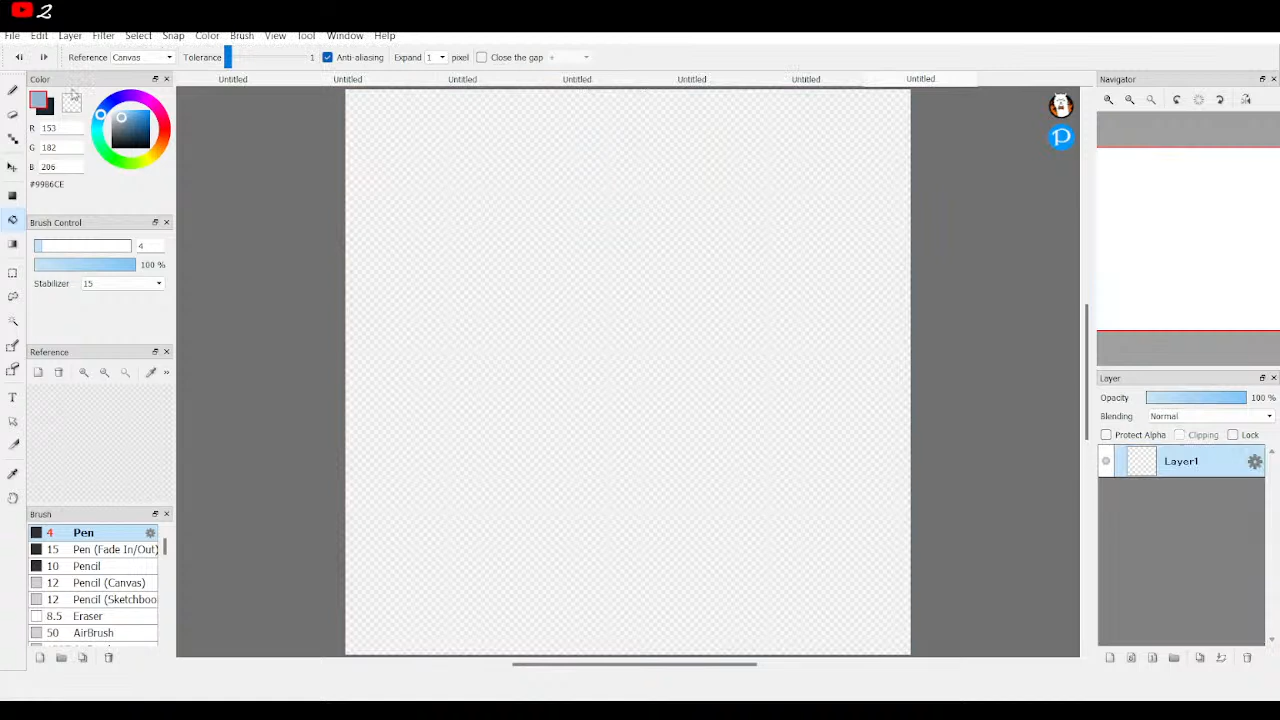 2
File Edit Layer Filter Select Snap Color Brush View Tool Window Help
Reference Canvas Tolerance 1 Anti-aliasing Expand 1 pixel Close the gap
Color Untitled Untitled Untitled Untitled Untitled Untitled Untitled Navigator
R 153
G 182
B 206
#99B6CE
Brush Control
4
100 %
Stabilizer 15
Reference
Layer
Opacity 100 %
Blending Normal
Protect Alpha Clipping Lock
Layer1
Brush
4 Pen
15 Pen (Fade In/Out)
10 Pencil
12 Pencil (Canvas)
12 Pencil (Sketchboo
8.5 Eraser
50 AirBrush